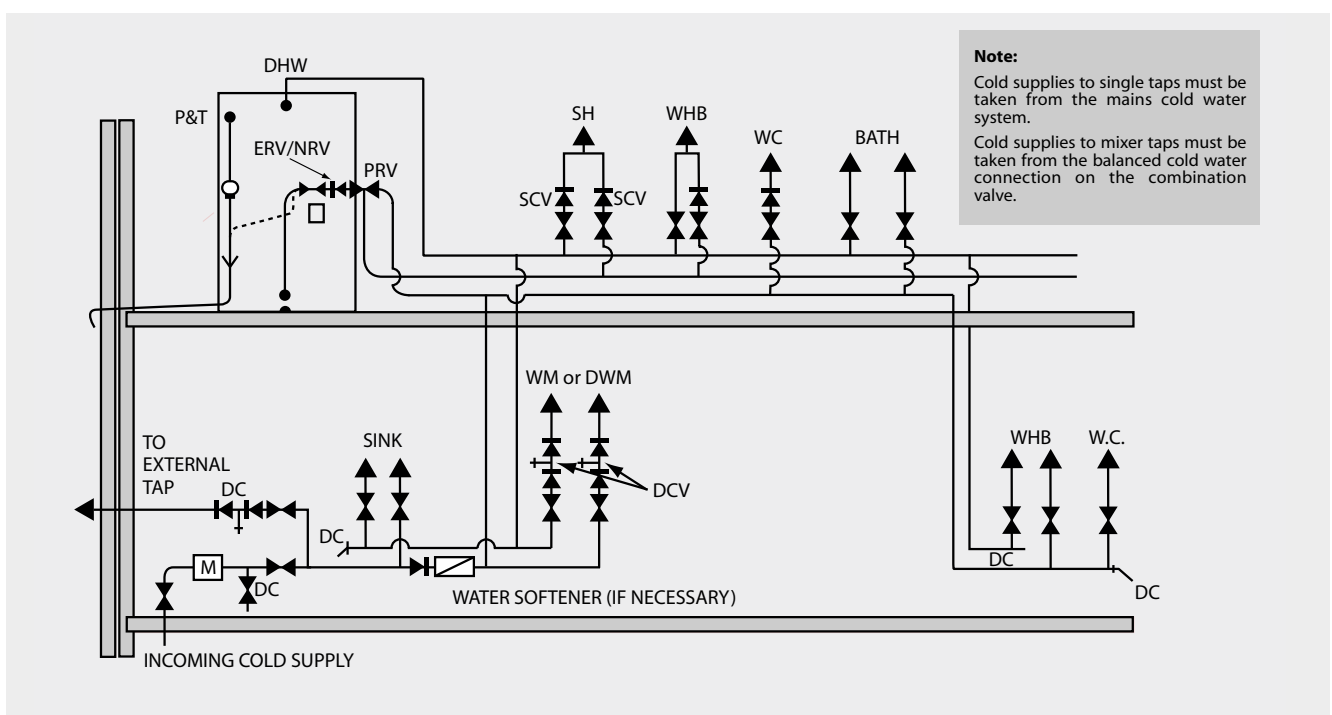 DHW
P&T
ERV/NRV
PRV
SH
WHB
WC
BATH
SCV
SCV
Note:
Cold supplies to single taps must be
taken from the mains cold water
system.
Cold supplies to mixer taps must be
taken from the balanced cold water
connection on the combination
valve.
WM or DWM
TO
EXTERNAL
TAP
SINK
DC
DCV
DC
M
DC
WATER SOFTENER (IF NECESSARY)
WHB
W.C.
DC
DC
INCOMING COLD SUPPLY